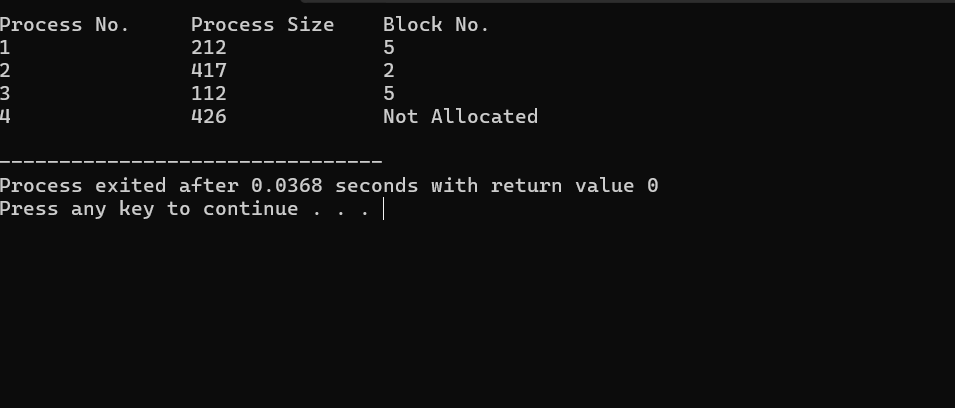 Process No.     Process Size    Block No.
1               212             5
2               417             2
3               112             5
4               426             Not Allocated
--------------------------------
Process exited after 0.0368 seconds with return value 0
Press any key to continue . . .